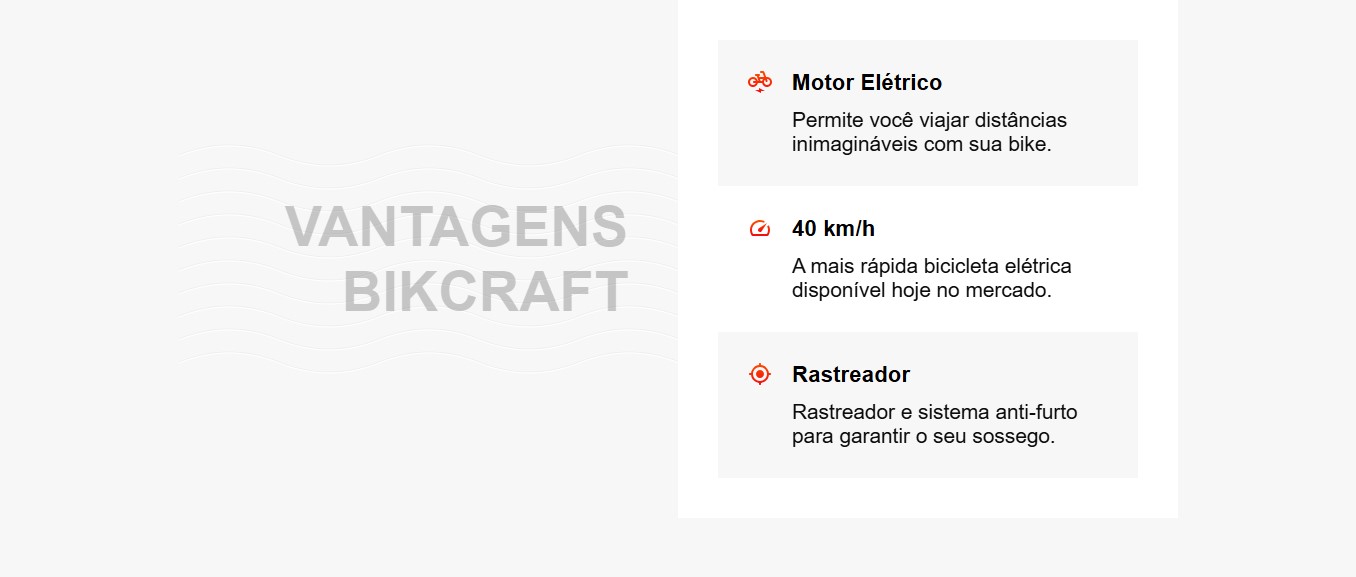 VANTAGENS
BIKCRAFT
Motor Elétrico
Permite você viajar distâncias
inimagináveis com sua bike.
40 km/h
A mais rápida bicicleta elétrica
disponível hoje no mercado.
Rastreador
Rastreador e sistema anti-furto
para garantir o seu sossego.